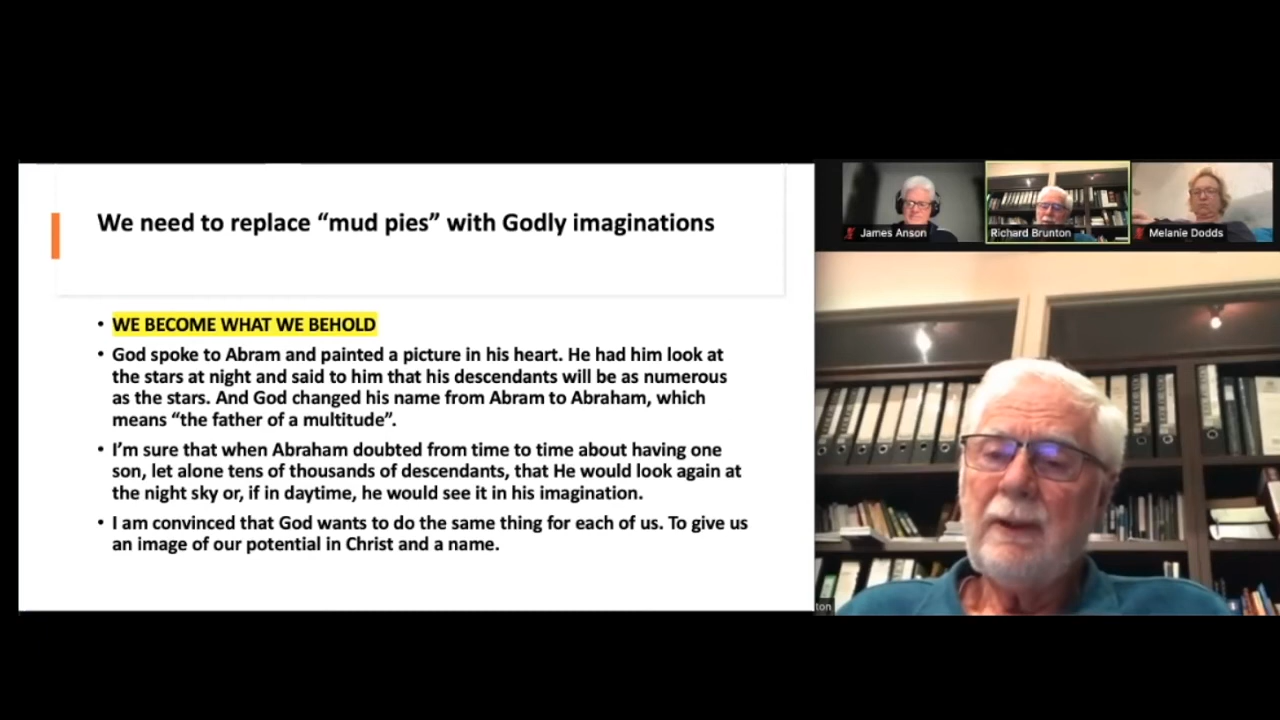 We need to replace “mud pies” with Godly imaginations
• WE BECOME WHAT WE BEHOLD
• God spoke to Abram and painted a picture in his heart. He had him look at
the stars at night and said to him that his descendants will be as numerous
as the stars. And God changed his name from Abram to Abraham, which
means “the father of a multitude”.
• I’m sure that when Abraham doubted from time to time about having one
son, let alone tens of thousands of descendants, that He would look again at
the night sky or, if in daytime, he would see it in his imagination.
• I am convinced that God wants to do the same thing for each of us. To give us
an image of our potential in Christ and a name.
James Anson
Richard Brunton
Melanie Dodds
ton